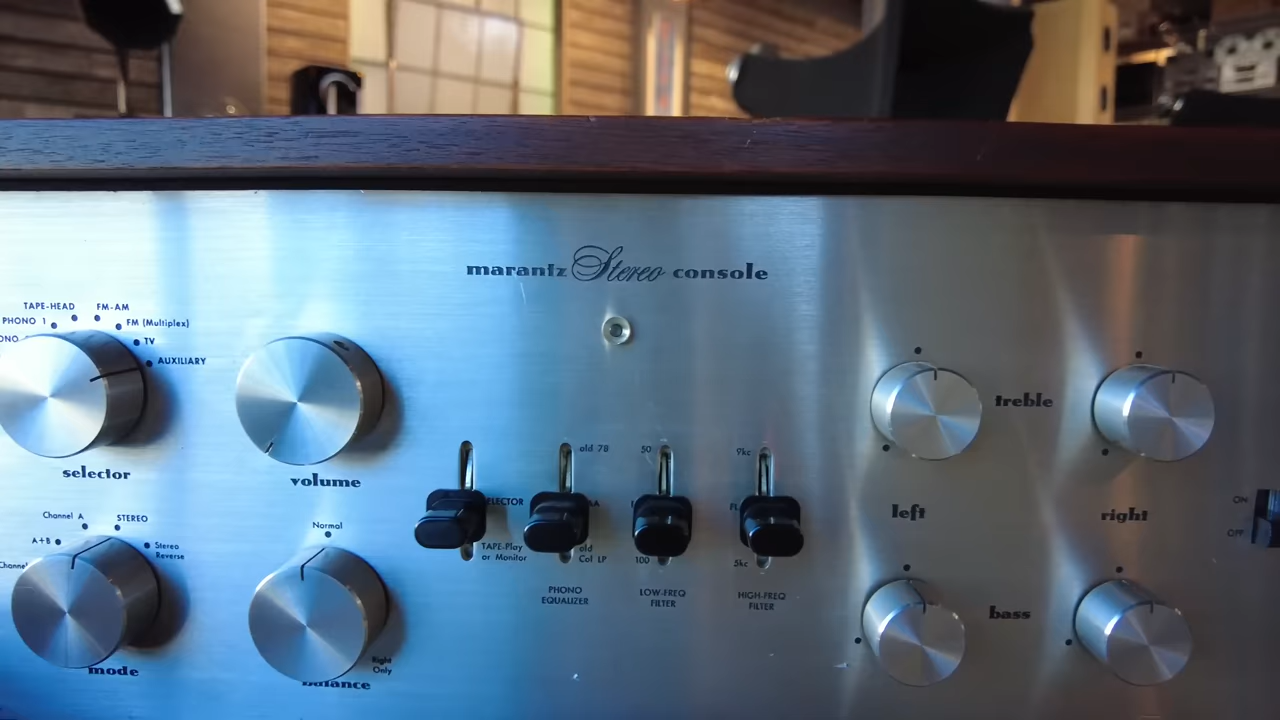 marantz Stereo console
TAPE-HEAD
FM-AM
PHONO 1
FM (Multiplex)
TV
AUXILIARY
selector
volume
treble
left
right
bass
old 78
50
9kc
TAPE-Play
or Monitor
old
Col LP
100
5kc
PHONO
EQUALIZER
LOW-FREQ
FILTER
HIGH-FREQ
FILTER
ON
OFF
Channel A
STEREO
A+B
Stereo
Reverse
mode
Normal
Right
Only
balance